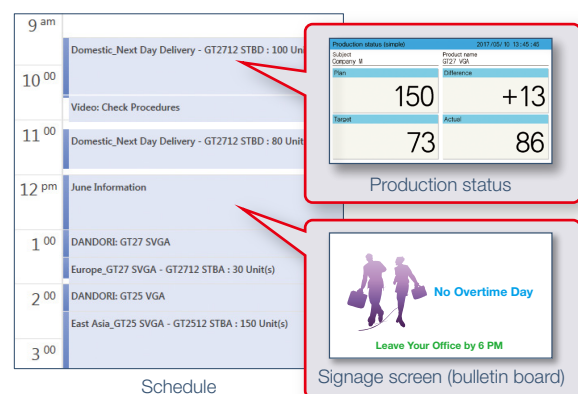 9 am
Domestic_Next Day Delivery - GT2712 STBD : 100 Uni
10 00
Video: Check Procedures
11 00
Domestic_Next Day Delivery - GT2712 STBD : 80 Unit
12 pm
June Information
1 00
DANDORI: GT27 SVGA
Europe_GT27 SVGA - GT2712 STBA : 30 Unit(s)
2 00
DANDORI: GT25 VGA
East Asia_GT25 SVGA - GT2512 STBA : 150 Unit(s)
3 00
Schedule
Production status (simple) 2017/05/10 13:45:45
Subject Product name
Company M GT27 VGA
Plan Difference
150 +13
Target Actual
73 86
Production status
No Overtime Day
Leave Your Office by 6 PM
Signage screen (bulletin board)